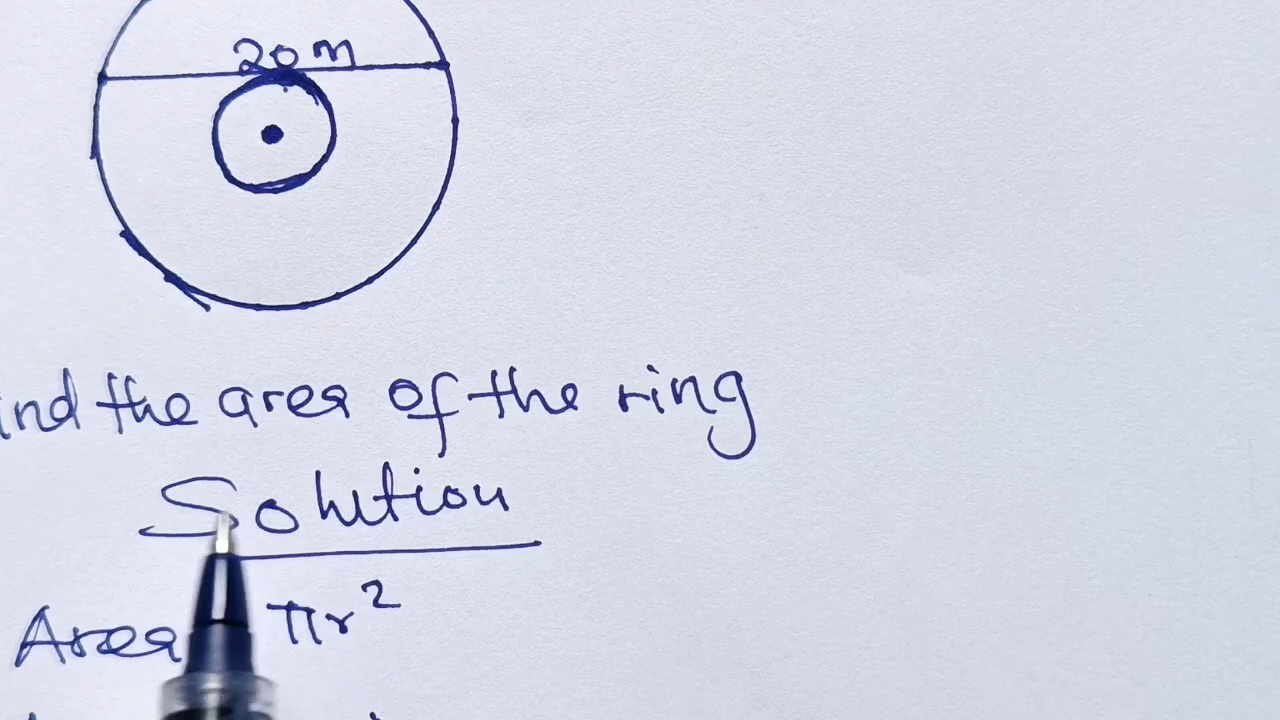 20m
ind the area of the ring
Solution
Area πr²